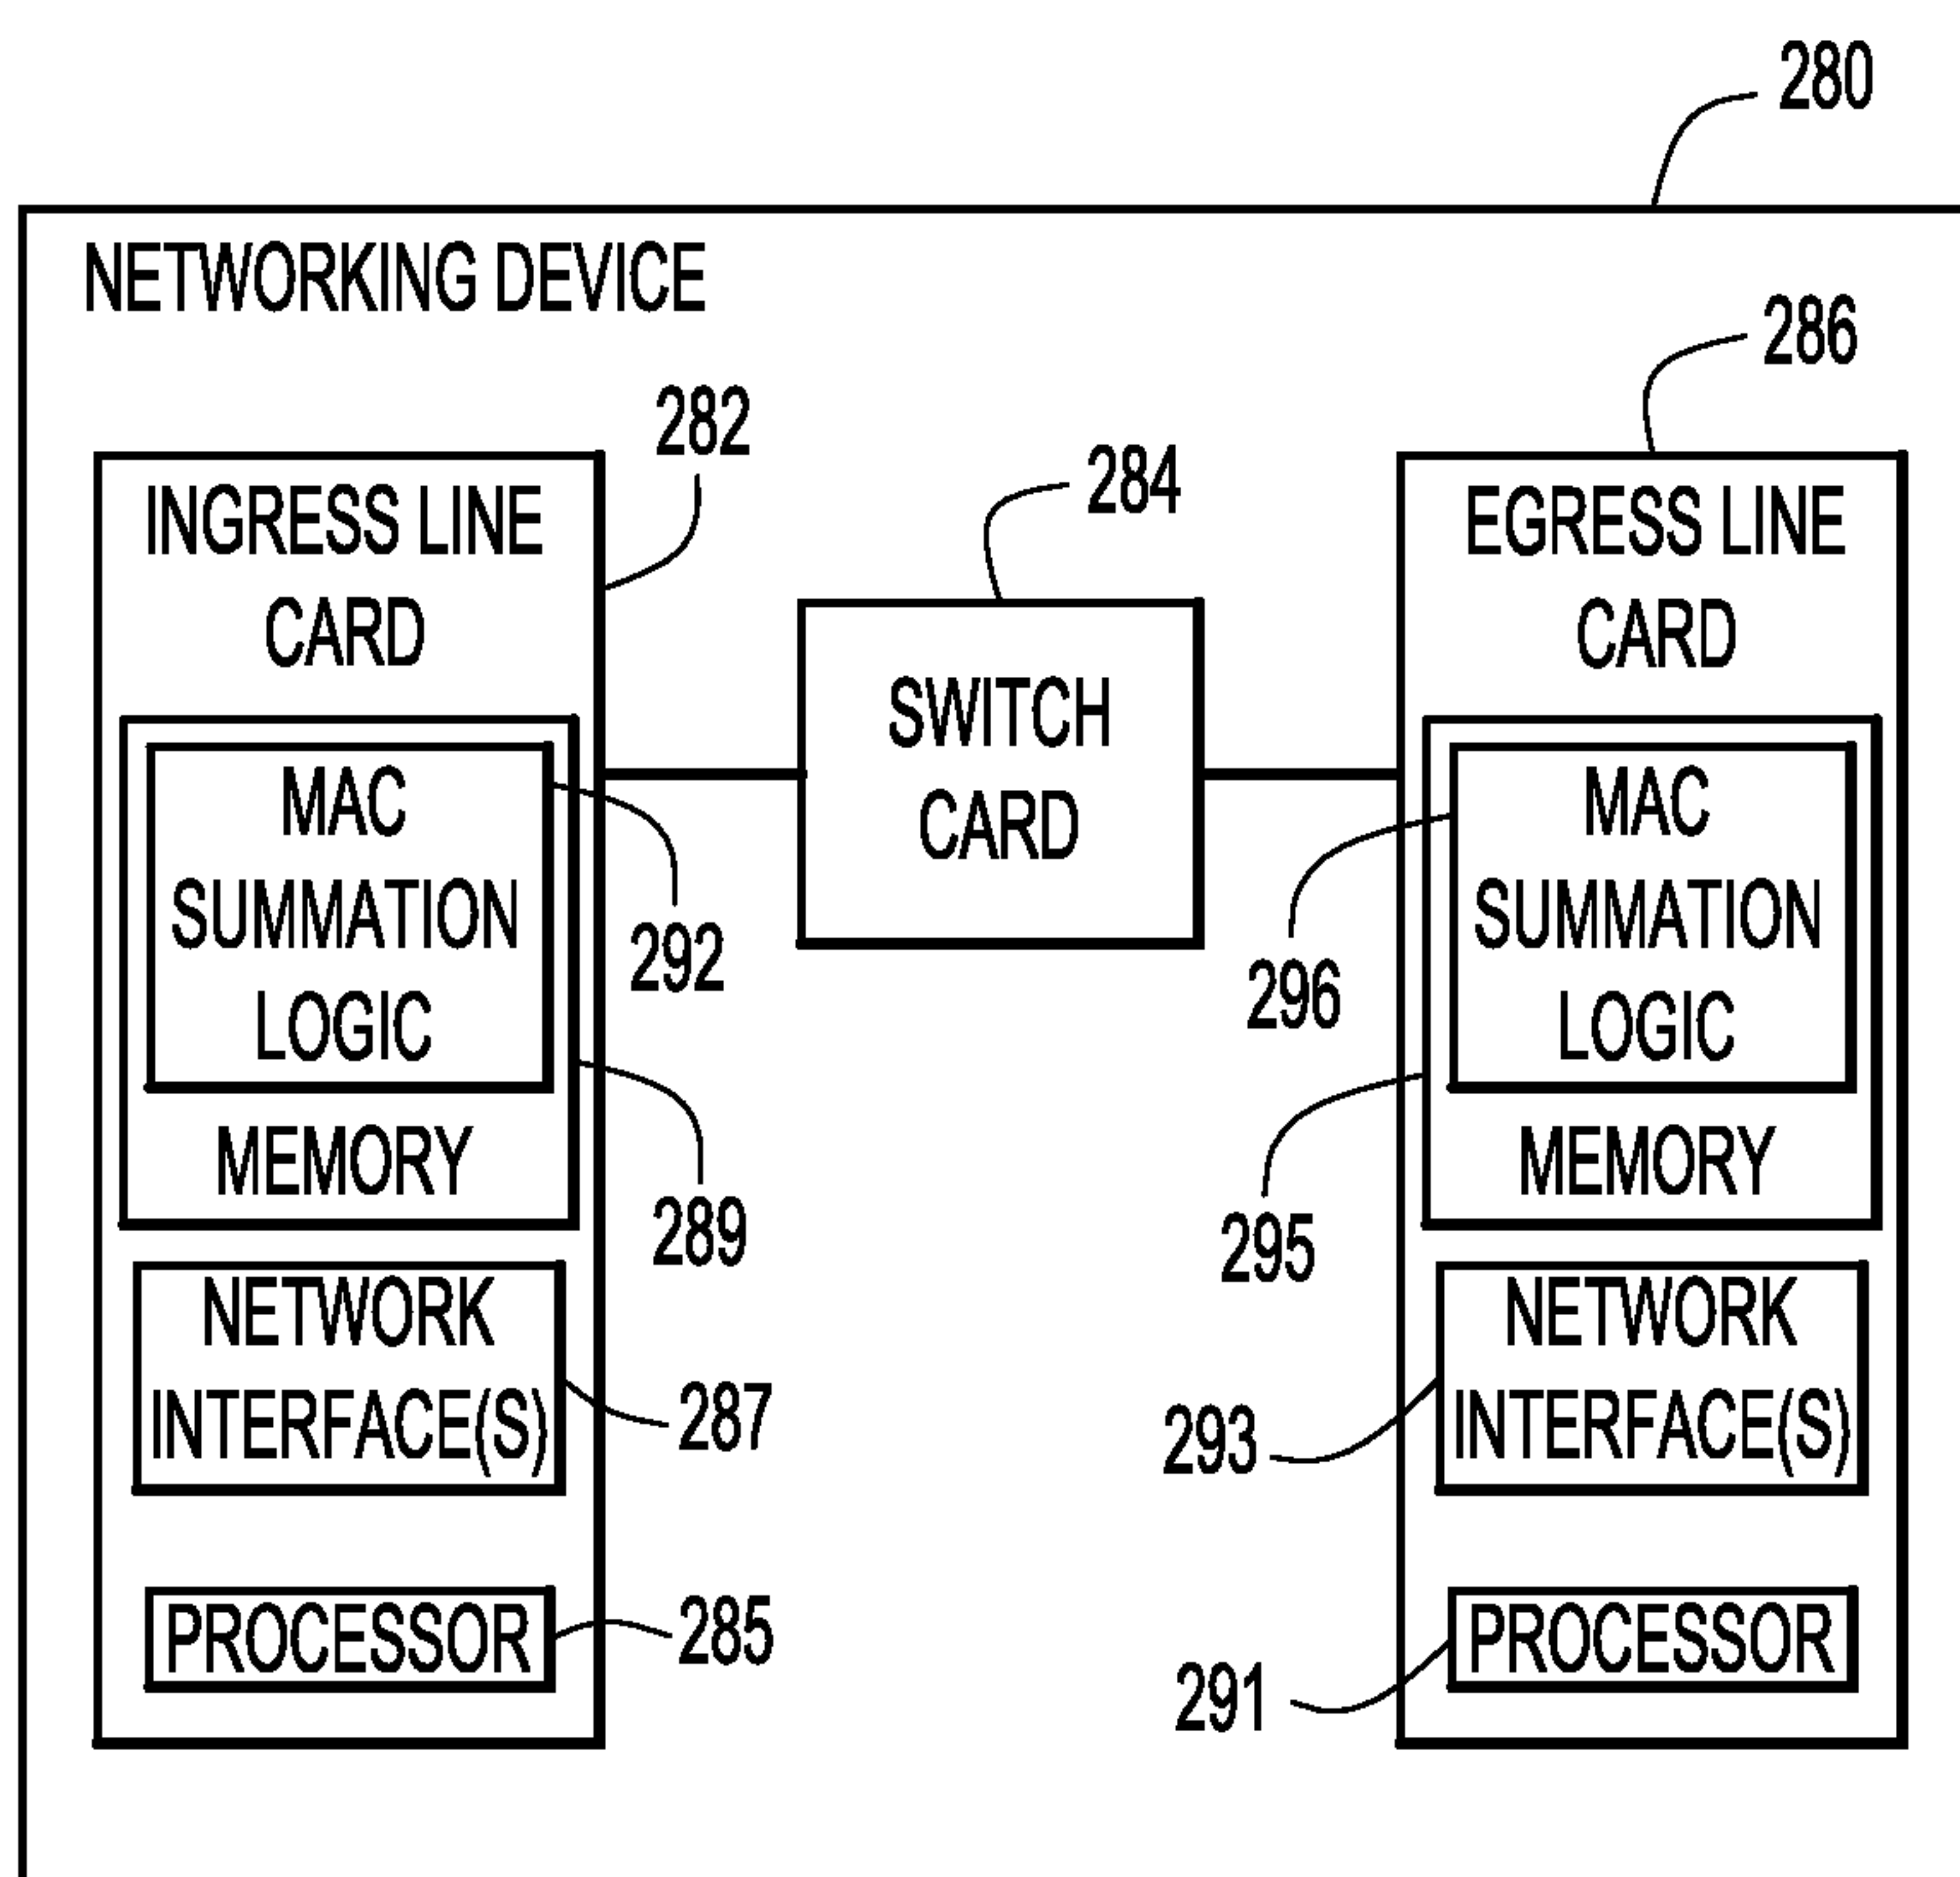 280
NETWORKING DEVICE
286
282
284
INGRESS LINE
CARD
MAC
SUMMATION
LOGIC
MEMORY
NETWORK
INTERFACE(S)
PROCESSOR
292
289
287
285
SWITCH
CARD
EGRESS LINE
CARD
MAC
SUMMATION
LOGIC
MEMORY
NETWORK
INTERFACE(S)
PROCESSOR
296
295
293
291